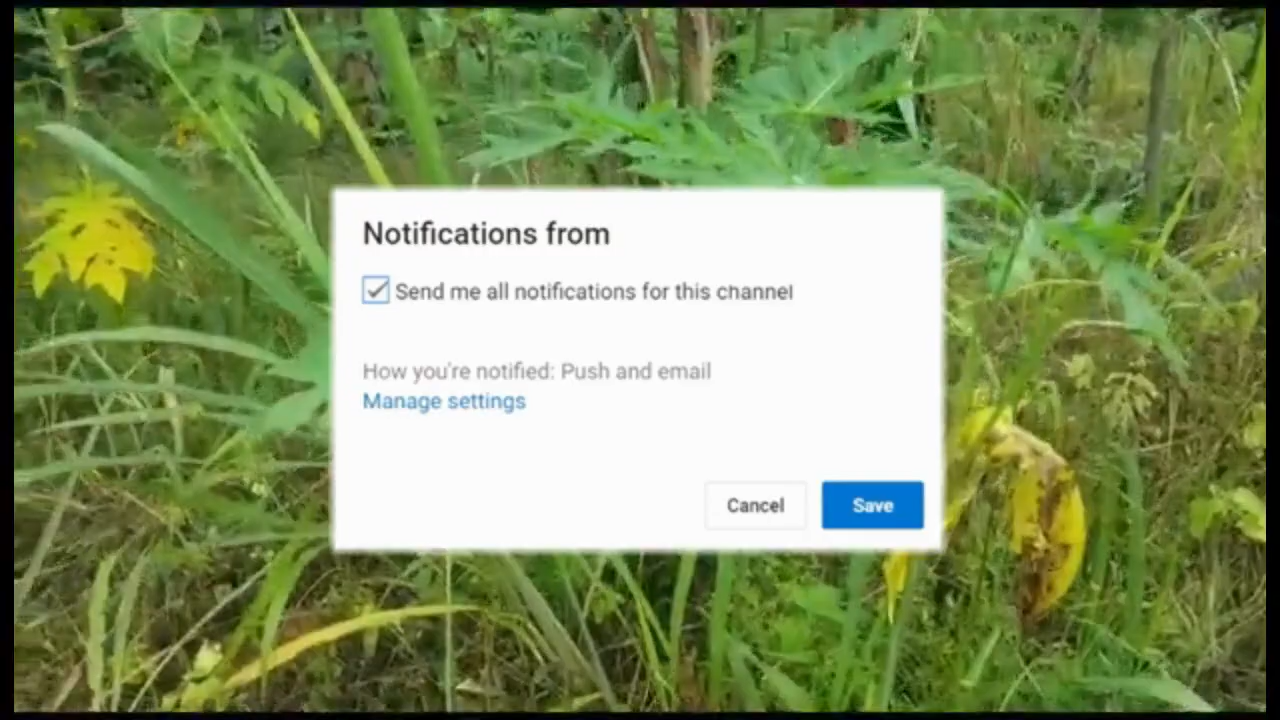 Notifications from
Send me all notifications for this channel
How you're notified: Push and email
Manage settings
Cancel
Save